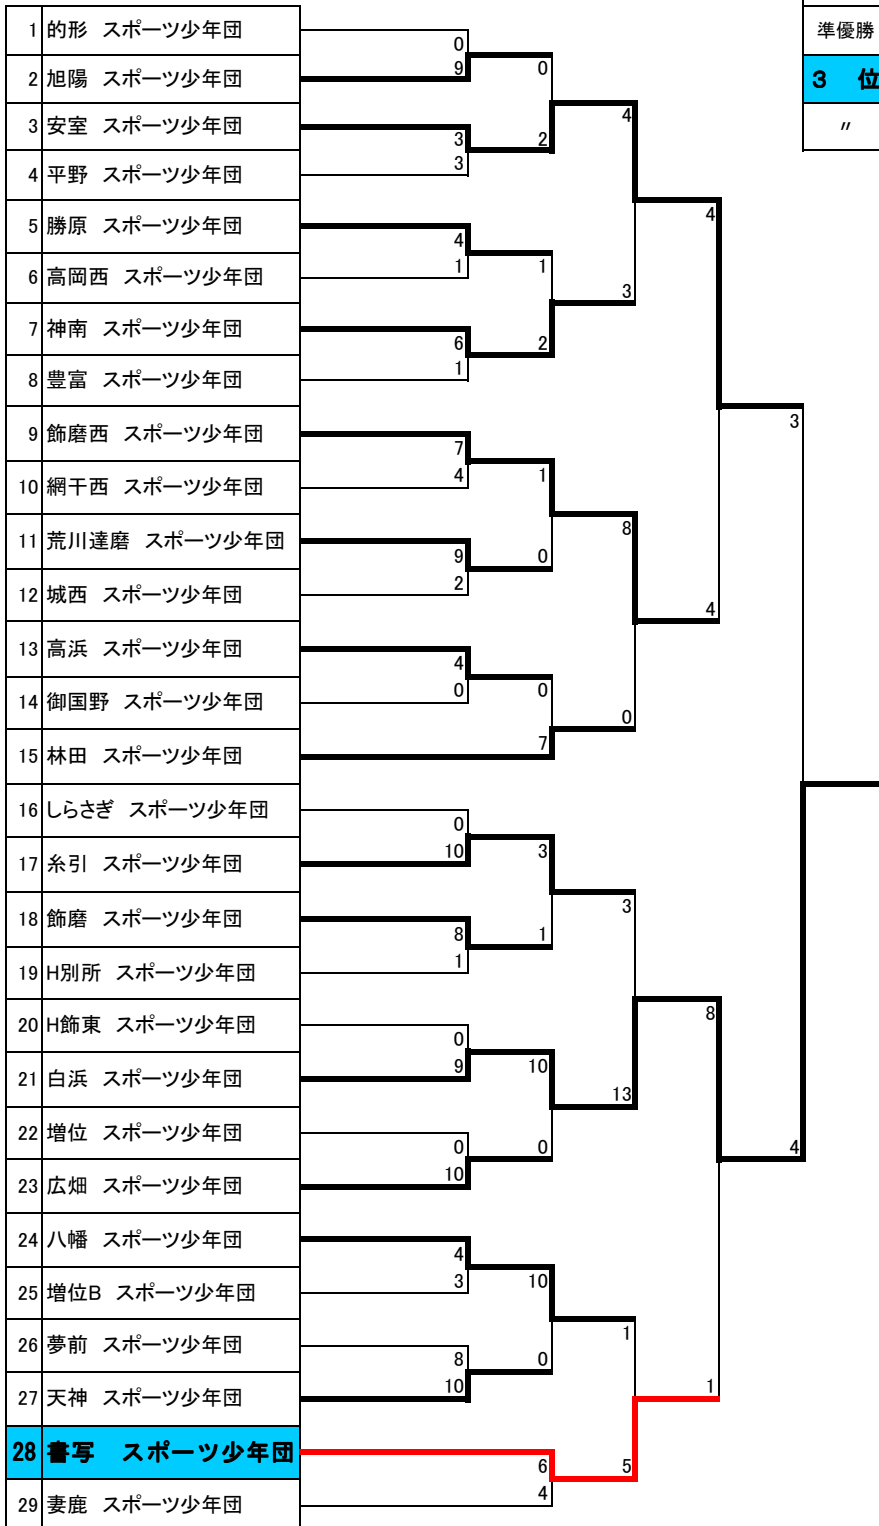 1 的形 スポーツ少年団
2 旭陽 スポーツ少年団
3 安室 スポーツ少年団
4 平野 スポーツ少年団
5 勝原 スポーツ少年団
6 高岡西 スポーツ少年団
7 神南 スポーツ少年団
8 豊富 スポーツ少年団
9 飾磨西 スポーツ少年団
10 網干西 スポーツ少年団
11 荒川達磨 スポーツ少年団
12 城西 スポーツ少年団
13 高浜 スポーツ少年団
14 御国野 スポーツ少年団
15 林田 スポーツ少年団
16 しらさぎ スポーツ少年団
17 糸引 スポーツ少年団
18 飾磨 スポーツ少年団
19 H別所 スポーツ少年団
20 H飾東 スポーツ少年団
21 白浜 スポーツ少年団
22 増位 スポーツ少年団
23 広畑 スポーツ少年団
24 八幡 スポーツ少年団
25 増位B スポーツ少年団
26 夢前 スポーツ少年団
27 天神 スポーツ少年団
28 書写 スポーツ少年団
29 妻鹿 スポーツ少年団
0
9
3
3
4
1
6
1
7
4
9
2
4
0
0
10
8
1
0
9
0
10
4
3
8
10
0
2
1
2
1
0
0
7
3
1
10
0
10
0
6
4
4
3
8
0
3
13
1
5
4
4
8
1
3
4
準優勝
3 位
〃